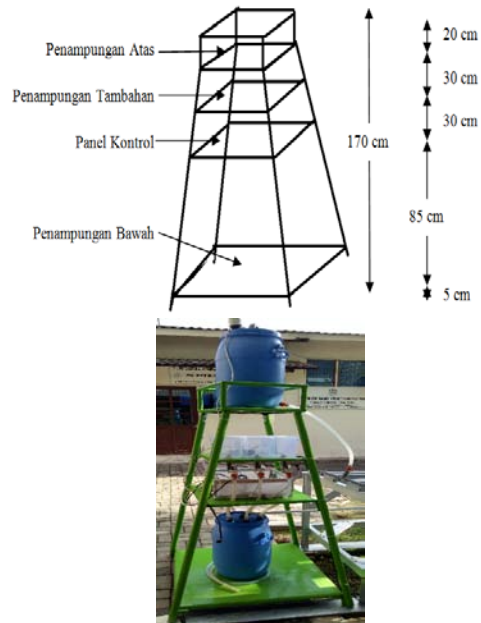 Penampungan Atas
Penampungan Tambahan
Panel Kontrol
Penampungan Bawah
170 cm
20 cm
30 cm
30 cm
85 cm
5 cm